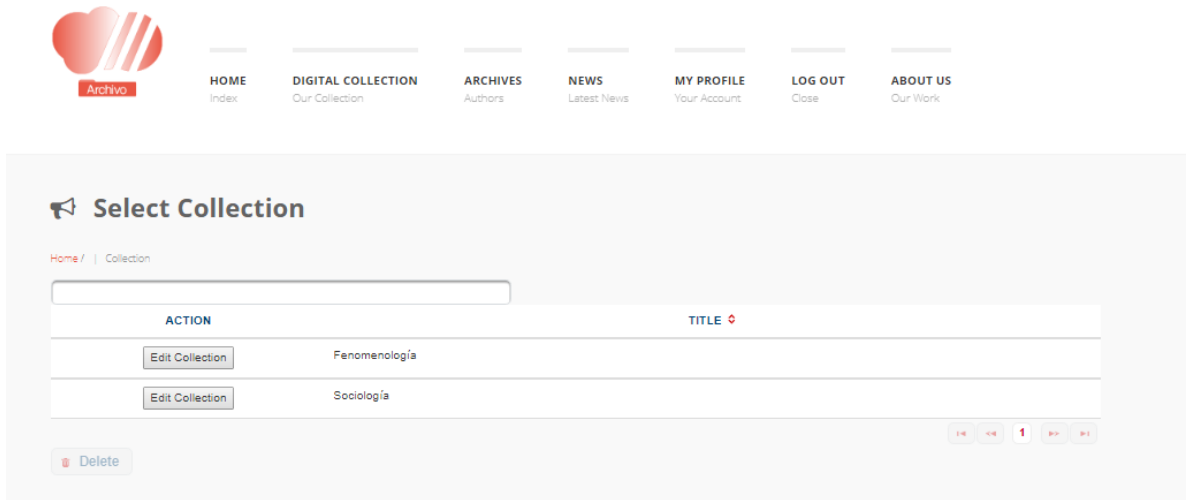 Archivo
HOME
Index
DIGITAL COLLECTION
Our Collection
ARCHIVES
Authors
NEWS
Latest News
MY PROFILE
Your Account
LOG OUT
Close
ABOUT US
Our Work
Select Collection
Home / | Collection
ACTION TITLE
Edit Collection Fenomenología
Edit Collection Sociología
1
Delete